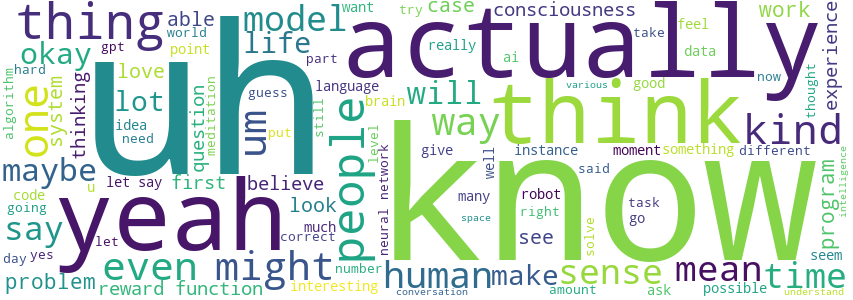 thing
able
world
model
life
want
try
case
consciousness
work
okay
gpt
point
part
really
take
feel
hard
love
uh
actually
ai
data
now
experience
algorithm
one
system
thinking
lot
guess
language
idea
need
question
meditation
put
um
still
people
level
brain
will
way
think
good
various
thought
kind
maybe
code
u
let say
first
believe
give
well
instance
moment
something
different
said
going
say
yeah
look
much
correct
neural network
many
know
robot
right
space
see
solve
task
go
program
intelligence
let
day
yes
even
might
number
human
make
sense
mean
seem
time
problem
reward function
interesting
conversation
amount
ask
possible
understand